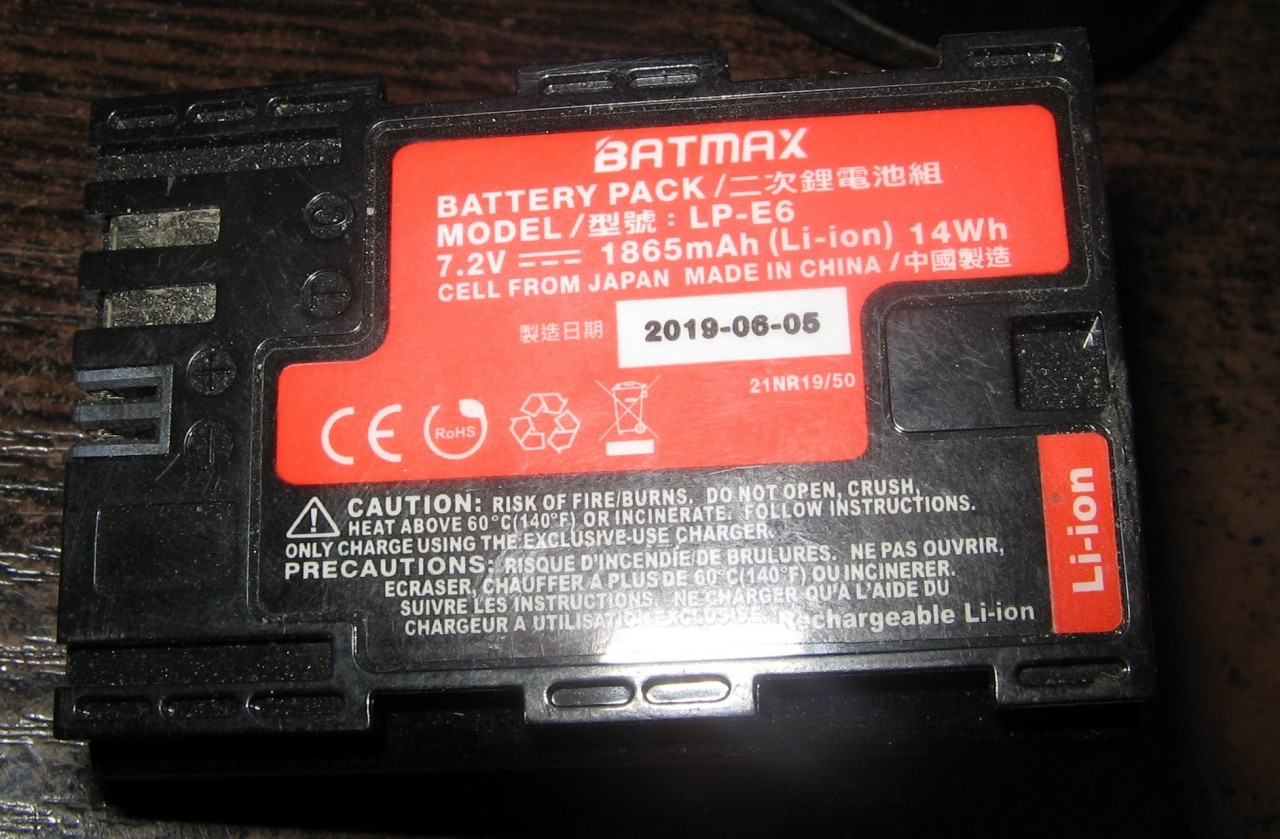 BATMAX
BATTERY PACK / 二次鋰電池組
MODEL / 型號 : LP-E6
7.2V 1865mAh (Li-ion) 14Wh
CELL FROM JAPAN MADE IN CHINA / 中國製造
製造日期 2019-06-05
21NR19/50
CE RoHS
CAUTION: RISK OF FIRE/BURNS. DO NOT OPEN, CRUSH,
HEAT ABOVE 60°C(140°F) OR INCINERATE. FOLLOW INSTRUCTIONS.
ONLY CHARGE USING THE EXCLUSIVE-USE CHARGER.
PRECAUTIONS: RISQUE D'INCENDIE/DE BRULURES. NE PAS OUVRIR,
ECRASER, CHAUFFER A PLUS DE 60°C(140°F) OU INCINERER.
SUIVRE LES INSTRUCTIONS. NE CHARGER QU'A L'AIDE DU
CHARGEUR A UTILISATION EXCLUSIVE. Rechargeable Li-ion
Li-ion